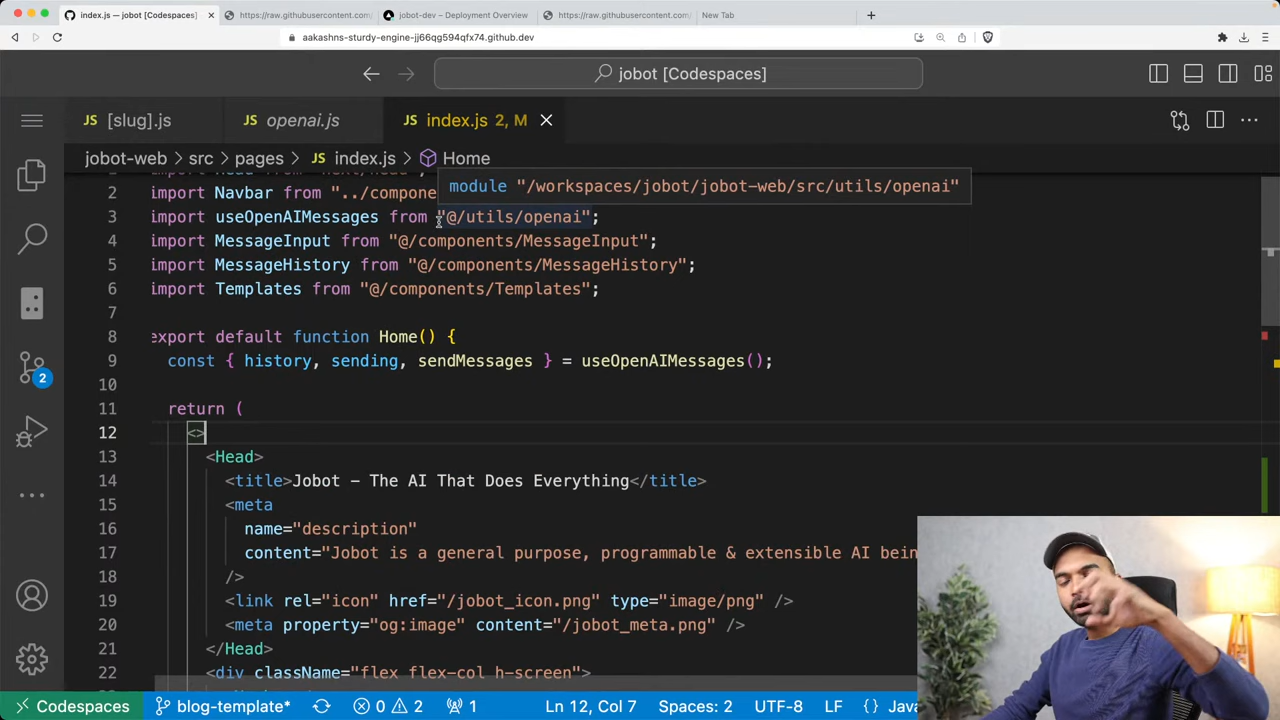 index.js — jobot [Codespaces]
https://raw.githubusercontent.com/
jobot-dev – Deployment Overview
https://raw.githubusercontent.com/
New Tab
aakashns-sturdy-engine-jj66qg594qfx74.github.dev
jobot [Codespaces]
JS [slug].js
JS openai.js
JS index.js 2, M
jobot-web > src > pages > JS index.js > Home
module "/workspaces/jobot/jobot-web/src/utils/openai"
2 import Navbar from "../compone
3 import useOpenAIMessages from "@/utils/openai";
4 import MessageInput from "@/components/MessageInput";
5 import MessageHistory from "@/components/MessageHistory";
6 import Templates from "@/components/Templates";
7
8 export default function Home() {
9 const { history, sending, sendMessages } = useOpenAIMessages();
10
11 return (
12 <>
13 <Head>
14 <title>Jobot – The AI That Does Everything</title>
15 <meta
16 name="description"
17 content="Jobot is a general purpose, programmable & extensible AI bein
18 />
19 <link rel="icon" href="/jobot_icon.png" type="image/png" />
20 <meta property="og:image" content="/jobot_meta.png" />
21 </Head>
22 <div className="flex flex-col h-screen">
2
Codespaces
blog-template*
0
2
1
Ln 12, Col 7
Spaces: 2
UTF-8
LF
{} Java